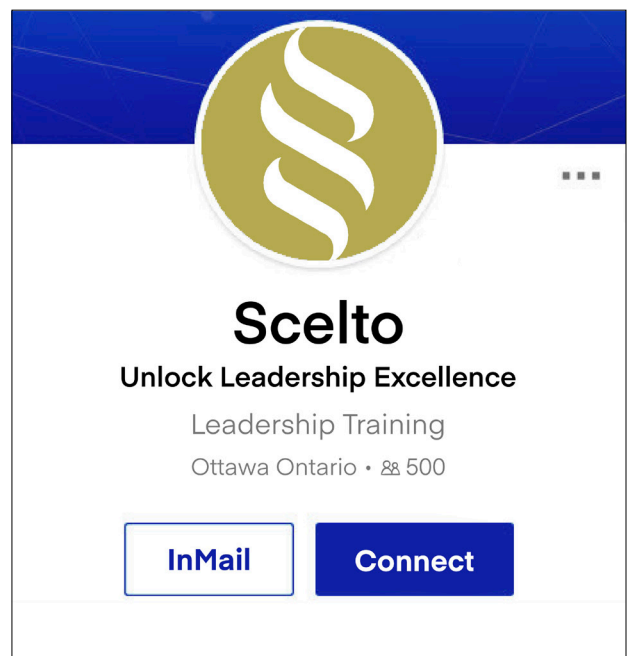 Scelto
Unlock Leadership Excellence
Leadership Training
Ottawa Ontario • 500
InMail
Connect